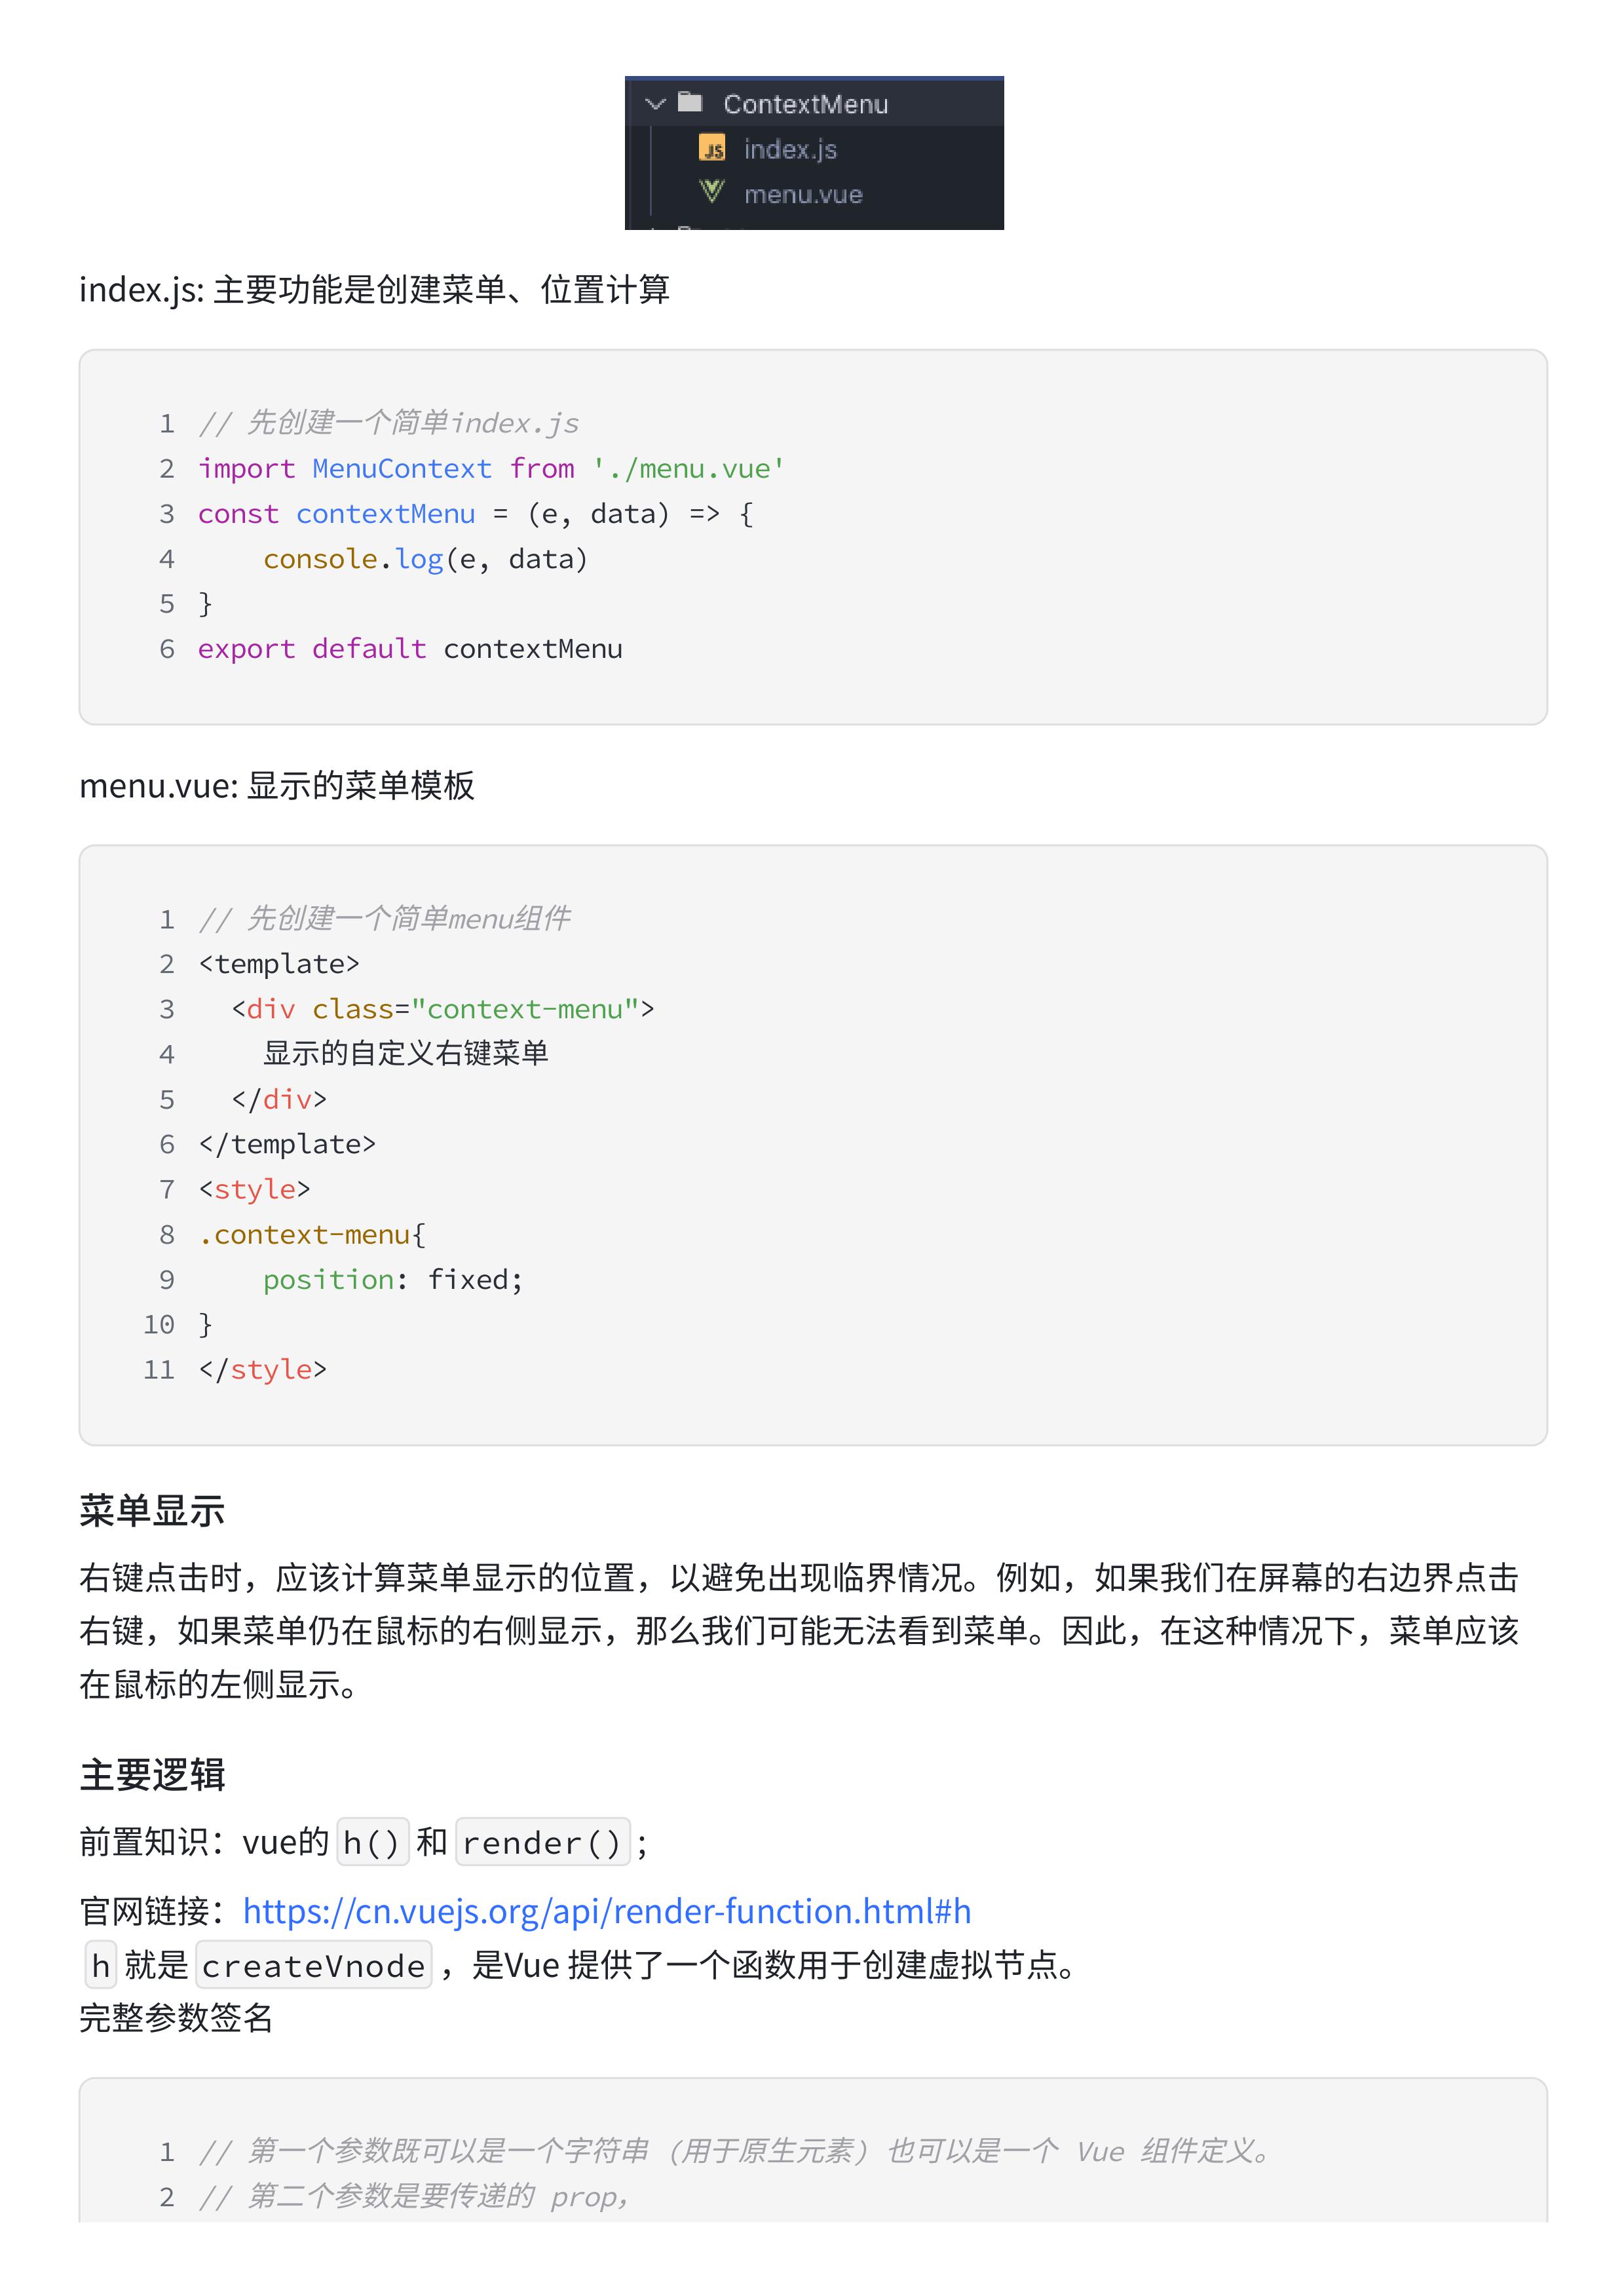 ContextMenu
index.js
menu.vue
index.js: 主要功能是创建菜单、位置计算
1 // 先创建一个简单index.js
2 import MenuContext from './menu.vue'
3 const contextMenu = (e, data) => {
4     console.log(e, data)
5 }
6 export default contextMenu
menu.vue: 显示的菜单模板
1 // 先创建一个简单menu组件
2 <template>
3   <div class="context-menu">
4     显示的自定义右键菜单
5   </div>
6 </template>
7 <style>
8 .context-menu{
9     position: fixed;
10 }
11 </style>
菜单显示
右键点击时，应该计算菜单显示的位置，以避免出现临界情况。例如，如果我们在屏幕的右边界点击
右键，如果菜单仍在鼠标的右侧显示，那么我们可能无法看到菜单。因此，在这种情况下，菜单应该
在鼠标的左侧显示。
主要逻辑
前置知识：vue的 h() 和 render() ;
官网链接：https://cn.vuejs.org/api/render-function.html#h
h 就是 createVnode ，是Vue 提供了一个函数用于创建虚拟节点。
完整参数签名
1 // 第一个参数既可以是一个字符串 (用于原生元素) 也可以是一个 Vue 组件定义。
2 // 第二个参数是要传递的 prop，